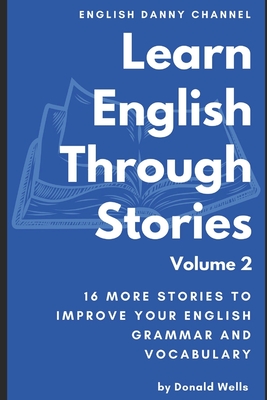 ENGLISH DANNY CHANNEL
Learn
English
Through
Stories
Volume 2
16 MORE STORIES TO
IMPROVE YOUR ENGLISH
GRAMMAR AND
VOCABULARY
by Donald Wells